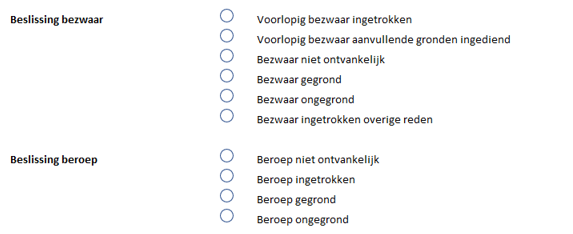 Beslissing bezwaar
Voorlopig bezwaar ingetrokken
Voorlopig bezwaar aanvullende gronden ingediend
Bezwaar niet ontvankelijk
Bezwaar gegrond
Bezwaar ongegrond
Bezwaar ingetrokken overige reden
Beslissing beroep
Beroep niet ontvankelijk
Beroep ingetrokken
Beroep gegrond
Beroep ongegrond